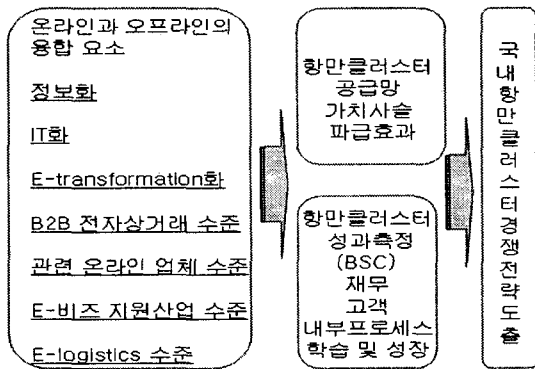 온라인과 오프라인의
융합 요소
정보화
IT화
E-transformation화
B2B 전자상거래 수준
관련 온라인 업체 수준
E-비즈 지원산업 수준
E-logistics 수준
항만클러스터
공급망
가치사슬
파급효과
항만클러스터
성과측정
(BSC)
재무
고객
내부프로세스
학습 및 성장
국내항만클러스터경쟁전략도출